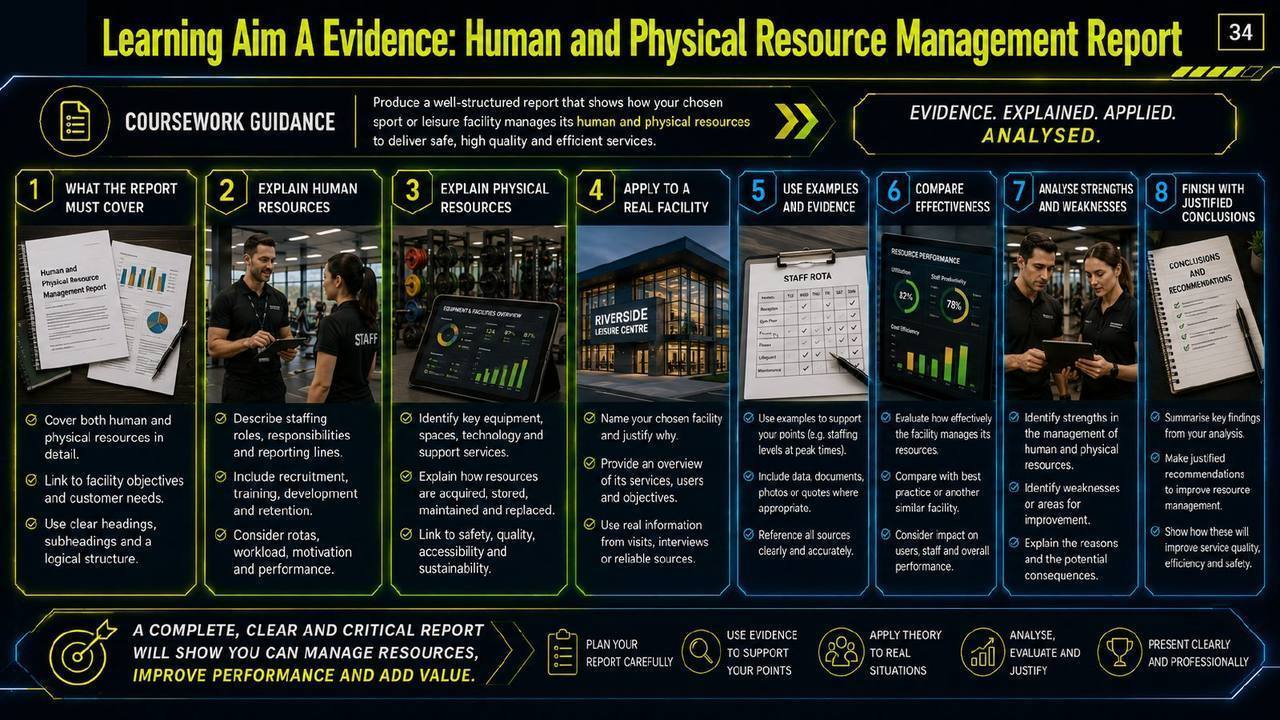 Learning Aim A Evidence: Human and Physical Resource Management Report
34
COURSEWORK GUIDANCE
Produce a well-structured report that shows how your chosen
sport or leisure facility manages its human and physical resources
to deliver safe, high quality and efficient services.
EVIDENCE. EXPLAINED. APPLIED.
ANALYSED.
1
WHAT THE REPORT
MUST COVER
Human and
Physical Resource
Management Report
Cover both human and
physical resources in
detail.
Link to facility objectives
and customer needs.
Use clear headings,
subheadings and a
logical structure.
2
EXPLAIN HUMAN
RESOURCES
STAFF
Describe staffing
roles, responsibilities
and reporting lines.
Include recruitment,
training, development
and retention.
Consider rotas,
workload, motivation
and performance.
3
EXPLAIN PHYSICAL
RESOURCES
EQUIPMENT & FACILITIES OVERVIEW
Identify key equipment,
spaces, technology and
support services.
Explain how resources
are acquired, stored,
maintained and replaced.
Link to safety, quality,
accessibility and
sustainability.
4
APPLY TO A
REAL FACILITY
RIVERSIDE
LEISURE CENTRE
Name your chosen facility
and justify why.
Provide an overview
of its services, users
and objectives.
Use real information
from visits, interviews
or reliable sources.
5
USE EXAMPLES
AND EVIDENCE
STAFF ROTA
Reception
Lifeguard
Maintenance
Use examples to support
your points (e.g. staffing
levels at peak times).
Include data, documents,
photos or quotes where
appropriate.
Reference all sources
clearly and accurately.
6
COMPARE
EFFECTIVENESS
RESOURCE PERFORMANCE
Utilisation
Staff Productivity
82%
78%
Cost Efficiency
Evaluate how effectively
the facility manages its
resources.
Compare with best
practice or another
similar facility.
Consider impact on
users, staff and overall
performance.
7
ANALYSE STRENGTHS
AND WEAKNESSES
Identify strengths in
the management of
human and physical
resources.
Identify weaknesses
or areas for
improvement.
Explain the reasons
and the potential
consequences.
8
FINISH WITH
JUSTIFIED
CONCLUSIONS
CONCLUSIONS
AND
RECOMMENDATIONS
Summarise key findings
from your analysis.
Make justified
recommendations
to improve resource
management.
Show how these will
improve service quality,
efficiency and safety.
A COMPLETE, CLEAR AND CRITICAL REPORT
WILL SHOW YOU CAN MANAGE RESOURCES,
IMPROVE PERFORMANCE AND ADD VALUE.
PLAN YOUR
REPORT CAREFULLY
USE EVIDENCE
TO SUPPORT
YOUR POINTS
APPLY THEORY
TO REAL
SITUATIONS
ANALYSE,
EVALUATE AND
JUSTIFY
PRESENT CLEARLY
AND PROFESSIONALLY